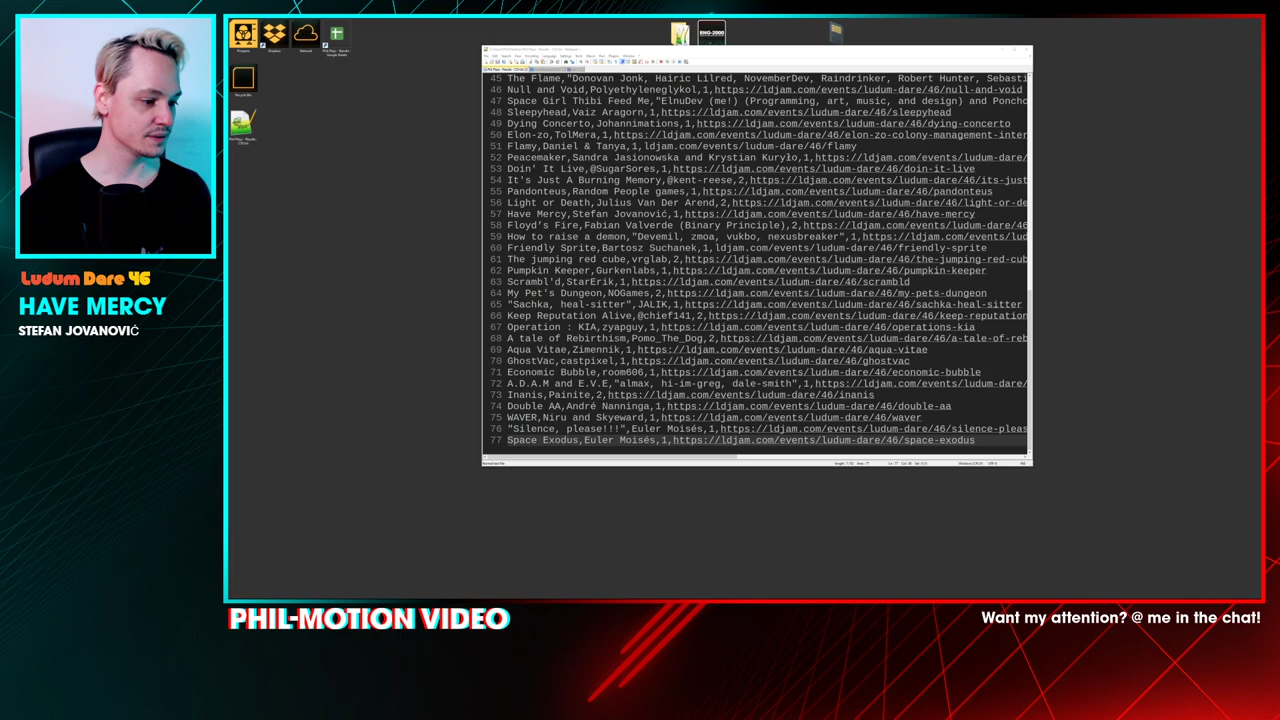 Ludum Dare 46
HAVE MERCY
STEFAN JOVANOVIĆ
RNG-2000
45 The Flame,"Donovan Jonk, Hairic Lilred, NovemberDev, Raindrinker, Robert Hunter, Sebasti
46 Null and Void,Polyethyleneglykol,1,https://ldjam.com/events/ludum-dare/46/null-and-void
47 Space Girl Thibi Feed Me,"ElnuDev (me!) (Programming, art, music, and design) and Poncho
48 Sleepyhead,Vaiz Aragorn,1,https://ldjam.com/events/ludum-dare/46/sleepyhead
49 Dying Concerto,Johannimations,1,https://ldjam.com/events/ludum-dare/46/dying-concerto
50 Elon-zo,TolMera,1,https://ldjam.com/events/ludum-dare/46/elon-zo-colony-management-inter
51 Flamy,Daniel & Tanya,1,ldjam.com/events/ludum-dare/46/flamy
52 Peacemaker,Sandra Jasionowska and Krystian Kuryło,1,https://ldjam.com/events/ludum-dare/
53 Doin' It Live,@SugarSores,1,https://ldjam.com/events/ludum-dare/46/doin-it-live
54 It's Just A Burning Memory,@kent-reese,2,https://ldjam.com/events/ludum-dare/46/its-just
55 Pandonteus,Random People games,1,https://ldjam.com/events/ludum-dare/46/pandonteus
56 Light or Death,Julius Van Der Arend,2,https://ldjam.com/events/ludum-dare/46/light-or-de
57 Have Mercy,Stefan Jovanović,1,https://ldjam.com/events/ludum-dare/46/have-mercy
58 Floyd’s Fire,Fabian Valverde (Binary Principle),2,https://ldjam.com/events/ludum-dare/46
59 How to raise a demon,"Devemil, zmoa, vukbo, nexusbreaker",1,https://ldjam.com/events/lud
60 Friendly Sprite,Bartosz Suchanek,1,ldjam.com/events/ludum-dare/46/friendly-sprite
61 The jumping red cube,vrglab,2,https://ldjam.com/events/ludum-dare/46/the-jumping-red-cub
62 Pumpkin Keeper,Gurkenlabs,1,https://ldjam.com/events/ludum-dare/46/pumpkin-keeper
63 Scrambl'd,StarErik,1,https://ldjam.com/events/ludum-dare/46/scrambld
64 My Pet's Dungeon,NOGames,2,https://ldjam.com/events/ludum-dare/46/my-pets-dungeon
65 "Sachka, heal-sitter",JALIK,1,https://ldjam.com/events/ludum-dare/46/sachka-heal-sitter
66 Keep Reputation Alive,@chief141,2,https://ldjam.com/events/ludum-dare/46/keep-reputation
67 Operation : KIA,zyapguy,1,https://ldjam.com/events/ludum-dare/46/operations-kia
68 A tale of Rebirthism,Pomo_The_Dog,2,https://ldjam.com/events/ludum-dare/46/a-tale-of-reb
69 Aqua Vitae,Zimennik,1,https://ldjam.com/events/ludum-dare/46/aqua-vitae
70 GhostVac,castpixel,1,https://ldjam.com/events/ludum-dare/46/ghostvac
71 Economic Bubble,room606,1,https://ldjam.com/events/ludum-dare/46/economic-bubble
72 A.D.A.M and E.V.E,"almax, hi-im-greg, dale-smith",1,https://ldjam.com/events/ludum-dare/
73 Inanis,Painite,2,https://ldjam.com/events/ludum-dare/46/inanis
74 Double AA,André Nanninga,1,https://ldjam.com/events/ludum-dare/46/double-aa
75 WAVER,Niru and Skyeward,1,https://ldjam.com/events/ludum-dare/46/waver
76 "Silence, please!!!",Euler Moisés,1,https://ldjam.com/events/ludum-dare/46/silence-pleas
77 Space Exodus,Euler Moisés,1,https://ldjam.com/events/ludum-dare/46/space-exodus
PHIL-MOTION VIDEO
Want my attention? @ me in the chat!